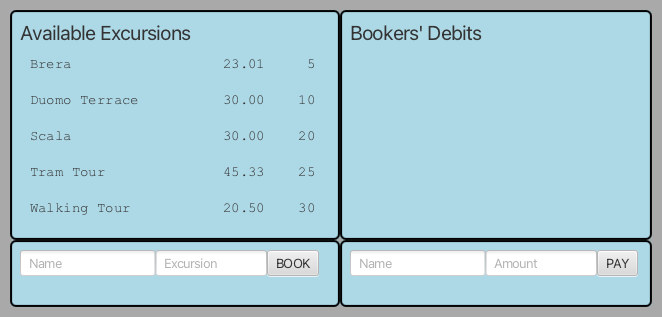 Available Excursions
Brera 23.01 5
Duomo Terrace 30.00 10
Scala 30.00 20
Tram Tour 45.33 25
Walking Tour 20.50 30
Name Excursion BOOK
Bookers' Debits
Name Amount PAY